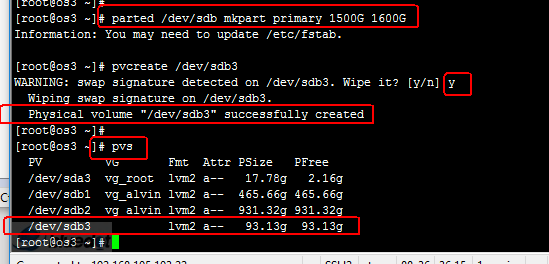 [root@os3 ~]#
[root@os3 ~]# parted /dev/sdb mkpart primary 1500G 1600G
Information: You may need to update /etc/fstab.
[root@os3 ~]# pvcreate /dev/sdb3
WARNING: swap signature detected on /dev/sdb3. Wipe it? [y/n] y
  Wiping swap signature on /dev/sdb3.
  Physical volume "/dev/sdb3" successfully created
[root@os3 ~]#
[root@os3 ~]# pvs
  PV         VG       Fmt  Attr PSize   PFree
  /dev/sda3  vg_root  lvm2 a--   17.78g   2.16g
  /dev/sdb1  vg_alvin lvm2 a--  465.66g 465.66g
  /dev/sdb2  vg_alvin lvm2 a--  931.32g 931.32g
  /dev/sdb3           lvm2 a--   93.13g  93.13g
[root@os3 ~]#